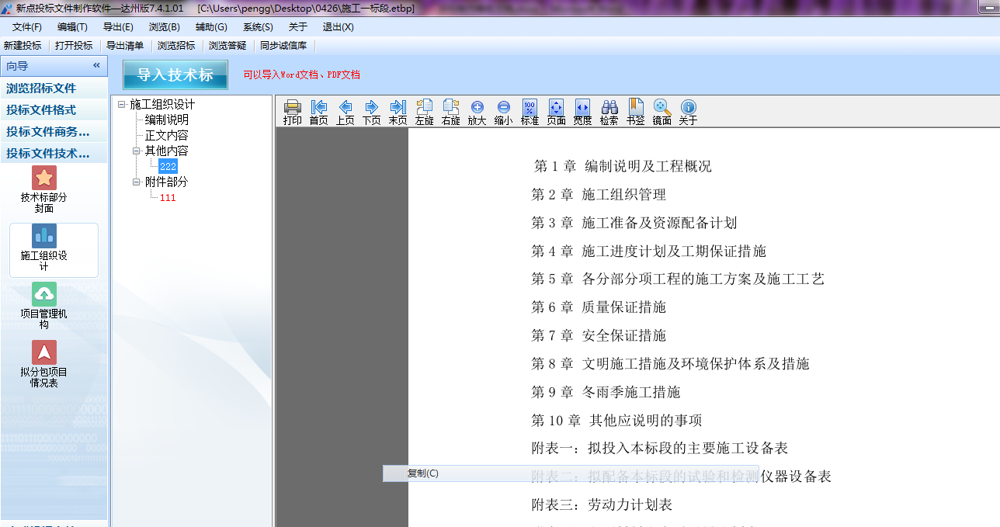 新点投标文件制作软件—达州版7.4.1.01 [C:\Users\pengg\Desktop\0426\施工一标段.etbp]
文件(F) 编辑(T) 导出(E) 浏览(B) 辅助(G) 系统(S) 关于 退出(X)
新建投标 打开投标 导出清单 浏览招标 浏览答疑 同步诚信库
向导 «
浏览招标文件
投标文件格式
投标文件商务...
投标文件技术...
技术标部分
封面
施工组织设
计
项目管理机
构
拟分包项目
情况表
导入技术标 可以导入Word文档、PDF文档
施工组织设计
编制说明
正文内容
其他内容
222
附件部分
111
打印 首页 上页 下页 末页 左旋 右旋 放大 缩小 标准 页面 宽度 检索 书签 镜面 关于
第 1 章 编制说明及工程概况
第 2 章 施工组织管理
第 3 章 施工准备及资源配备计划
第 4 章 施工进度计划及工期保证措施
第 5 章 各分部分项工程的施工方案及施工工艺
第 6 章 质量保证措施
第 7 章 安全保证措施
第 8 章 文明施工措施及环境保护体系及措施
第 9 章 冬雨季施工措施
第 10 章 其他应说明的事项
附表一：拟投入本标段的主要施工设备表
复制(C)
附表二：拟配备本标段的试验和检测仪器设备表
附表三：劳动力计划表